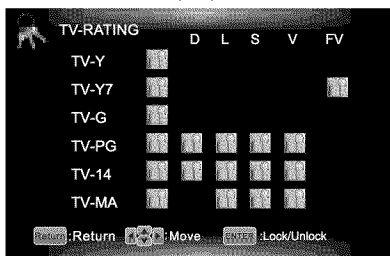 TV-RATING D L S V FV
TV-Y
TV-Y7
TV-G
TV-PG
TV-14
TV-MA
Return :Return :Move ENTER :Lock/Unlock